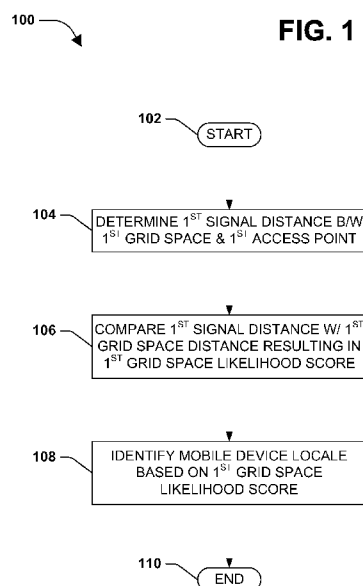 100
FIG. 1
102
START
104
DETERMINE 1ST SIGNAL DISTANCE B/W
1ST GRID SPACE & 1ST ACCESS POINT
106
COMPARE 1ST SIGNAL DISTANCE W/ 1ST
GRID SPACE DISTANCE RESULTING IN
1ST GRID SPACE LIKELIHOOD SCORE
108
IDENTIFY MOBILE DEVICE LOCALE
BASED ON 1ST GRID SPACE
LIKELIHOOD SCORE
110
END